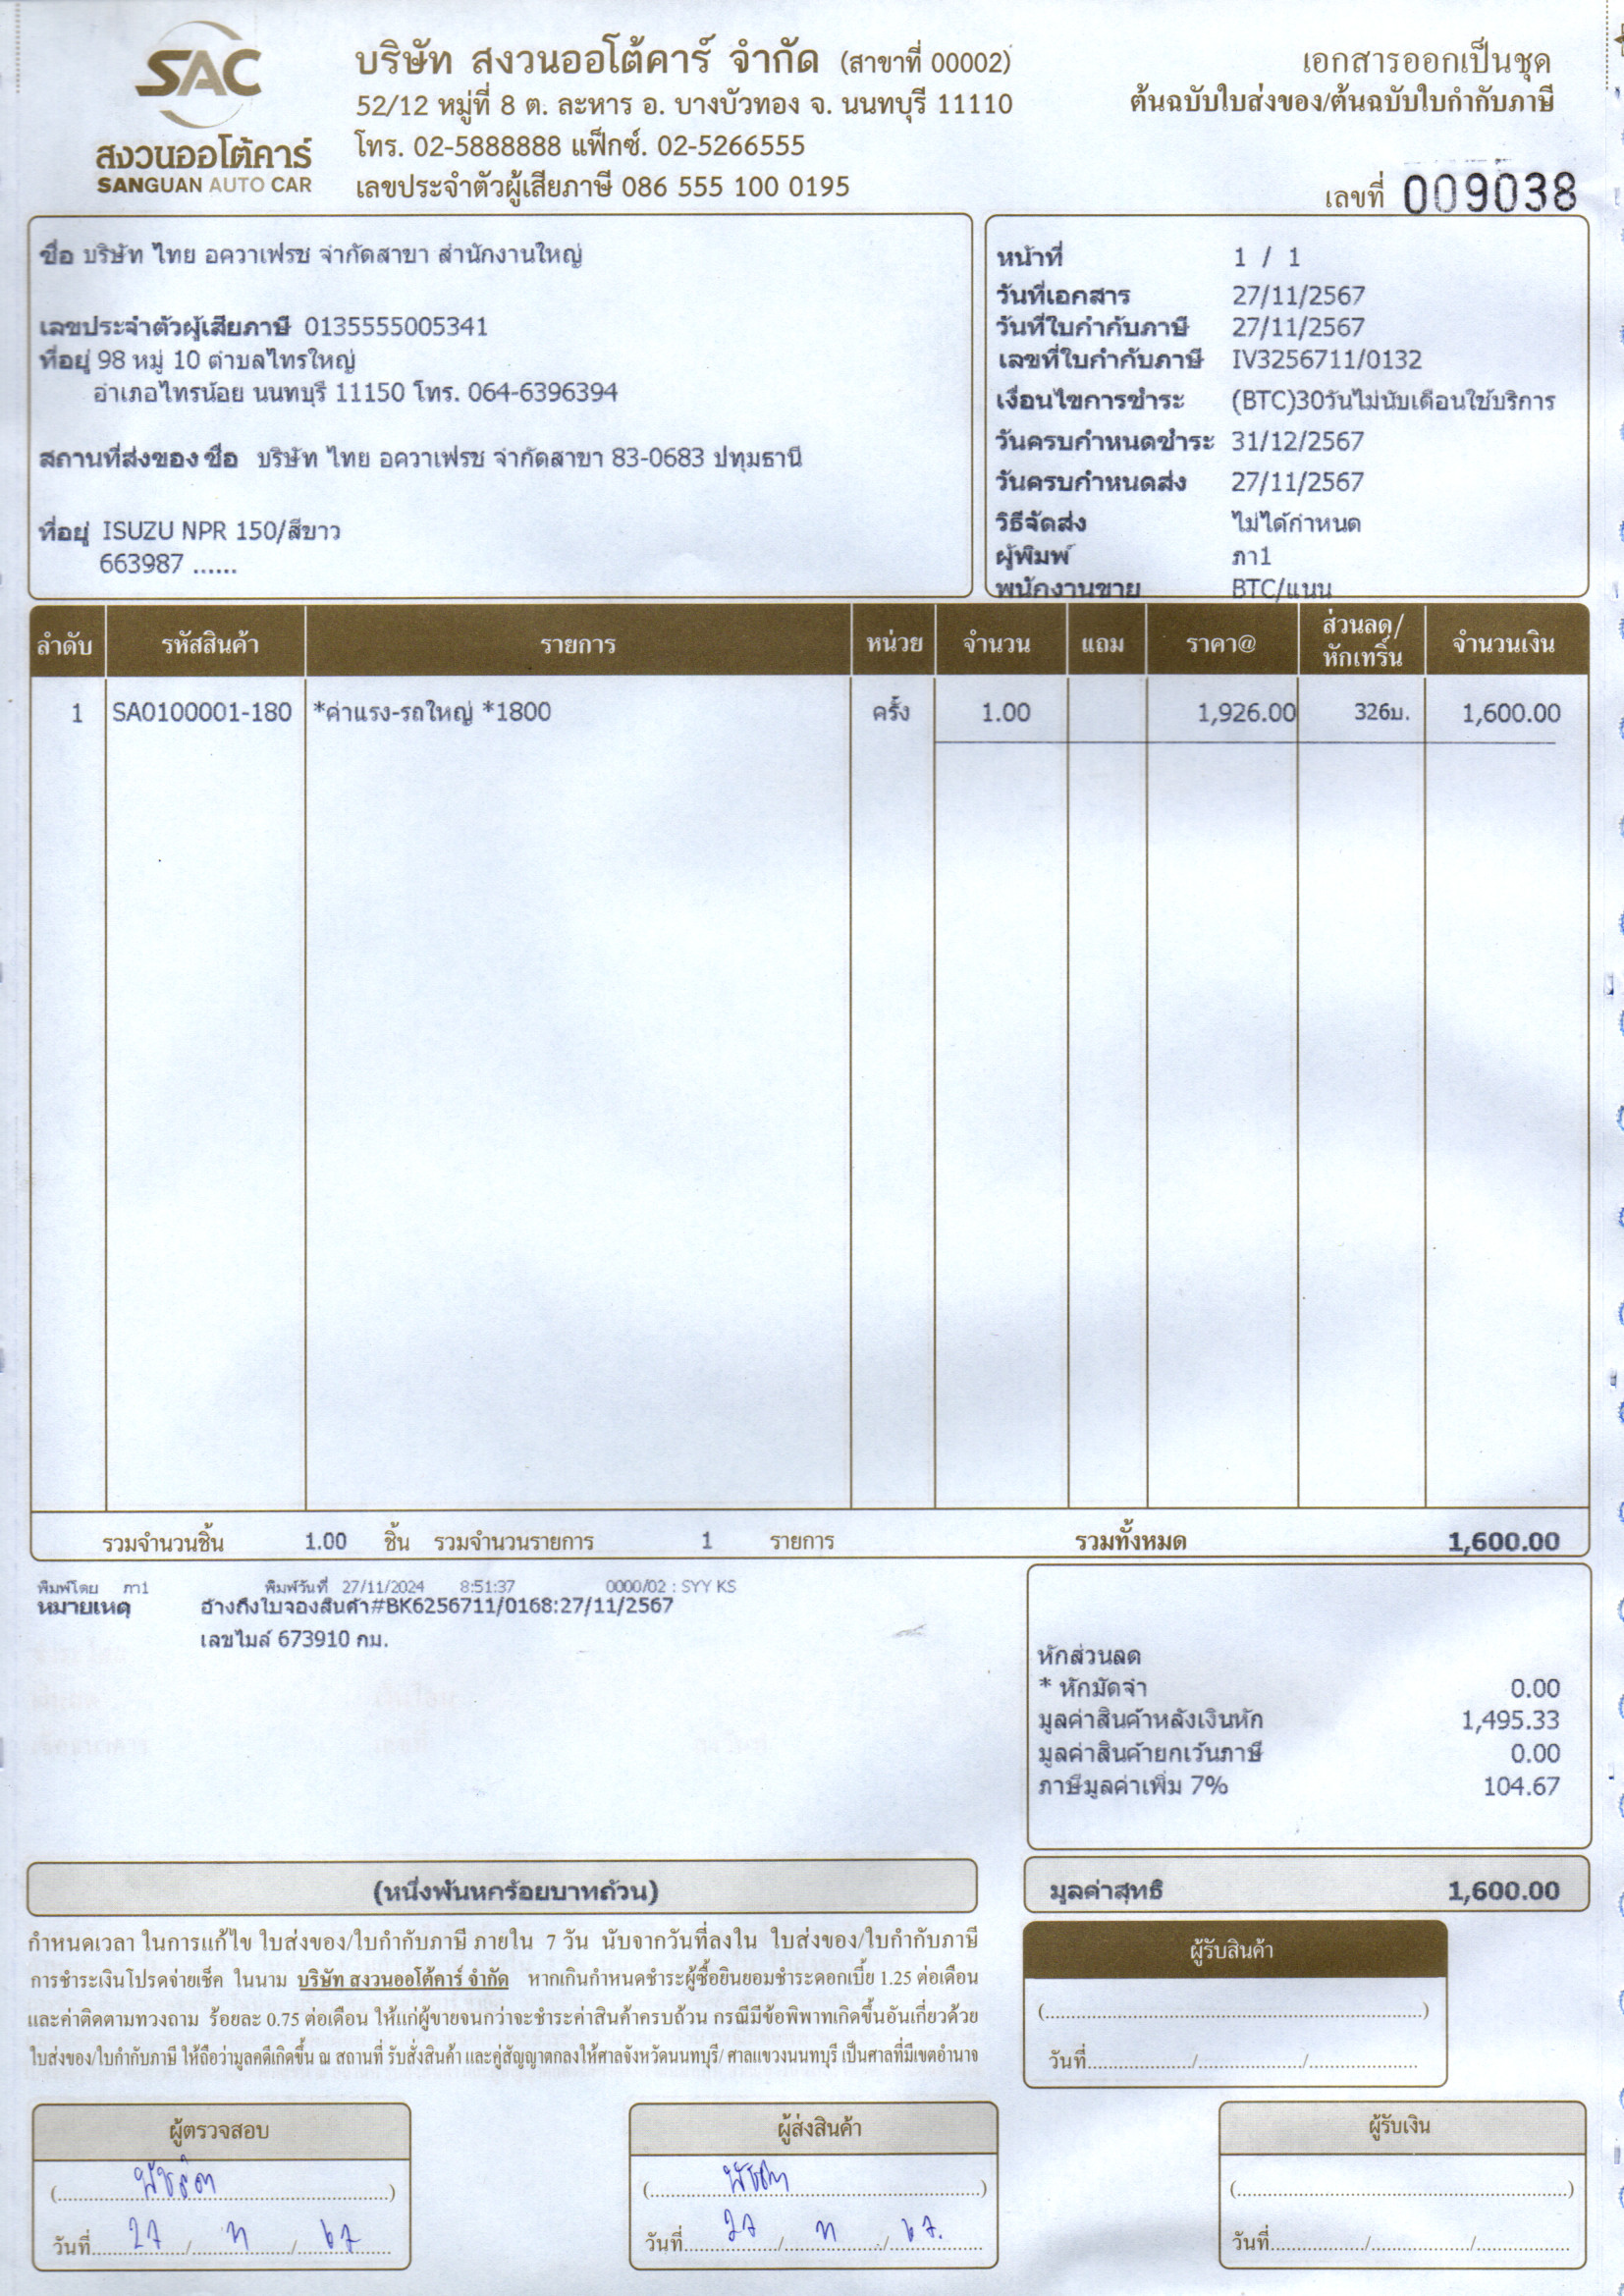 SAC
สงวนออโต้คาร์
SANGUAN AUTO CAR
บริษัท สงวนออโต้คาร์ จำกัด (สาขาที่ 00002)
52/12 หมู่ที่ 8 ต. ละหาร อ. บางบัวทอง จ. นนทบุรี 11110
โทร. 02-5888888 แฟ็กซ์. 02-5266555
เลขประจำตัวผู้เสียภาษี 086 555 100 0195
เอกสารออกเป็นชุด
ต้นฉบับใบส่งของ/ต้นฉบับใบกำกับภาษี
เลขที่ 009038
ชื่อ บริษัท ไทย อควาเฟรช จำกัดสาขา สำนักงานใหญ่
เลขประจำตัวผู้เสียภาษี 0135555005341
ที่อยู่ 98 หมู่ 10 ตำบลไทรใหญ่
อำเภอไทรน้อย นนทบุรี 11150 โทร. 064-6396394
สถานที่ส่งของ ชื่อ บริษัท ไทย อควาเฟรช จำกัดสาขา 83-0683 ปทุมธานี
ที่อยู่ ISUZU NPR 150/สีขาว
663987 ......
หน้าที่ 1 / 1
วันที่เอกสาร 27/11/2567
วันที่ใบกำกับภาษี 27/11/2567
เลขที่ใบกำกับภาษี IV3256711/0132
เงื่อนไขการชำระ (BTC)30วันไม่นับเดือนใช้บริการ
วันครบกำหนดชำระ 31/12/2567
วันครบกำหนดส่ง 27/11/2567
วิธีจัดส่ง ไม่ได้กำหนด
ผู้พิมพ์ ภา1
พนักงานขาย BTC/แนน
ลำดับ รหัสสินค้า รายการ หน่วย จำนวน แถม ราคา@ ส่วนลด/หักเทริ์น จำนวนเงิน
1 SA0100001-180 *ค่าแรง-รถใหญ่ *1800 ครั้ง 1.00 1,926.00 326บ. 1,600.00
รวมจำนวนชิ้น 1.00 ชิ้น รวมจำนวนรายการ 1 รายการ รวมทั้งหมด 1,600.00
พิมพ์โดย ภา1 พิมพ์วันที่ 27/11/2024 8:51:37 0000/02 : SYY KS
หมายเหตุ อ้างถึงใบจองสินค้า#BK6256711/0168:27/11/2567
เลขไมล์ 673910 กม.
หักส่วนลด
* หักมัดจำ 0.00
มูลค่าสินค้าหลังเงินหัก 1,495.33
มูลค่าสินค้ายกเว้นภาษี 0.00
ภาษีมูลค่าเพิ่ม 7% 104.67
(หนึ่งพันหกร้อยบาทถ้วน)
มูลค่าสุทธิ 1,600.00
กำหนดเวลา ในการแก้ไข ใบส่งของ/ใบกำกับภาษี ภายใน 7 วัน นับจากวันที่ลงใน ใบส่งของ/ใบกำกับภาษี
การชำระเงินโปรดจ่ายเช็ค ในนาม บริษัท สงวนออโต้คาร์ จำกัด หากเกินกำหนดชำระผู้ซื้อยินยอมชำระดอกเบี้ย 1.25 ต่อเดือน
และค่าติดตามทวงถาม ร้อยละ 0.75 ต่อเดือน ให้แก่ผู้ขายจนกว่าจะชำระค่าสินค้าครบถ้วน กรณีมีข้อพิพาทเกิดขึ้นอันเกี่ยวด้วย
ใบส่งของ/ใบกำกับภาษี ให้ถือว่ามูลคดีเกิดขึ้น ณ สถานที่ รับสั่งสินค้า และคู่สัญญาตกลงให้ศาลจังหวัดนนทบุรี/ ศาลแขวงนนทบุรี เป็นศาลที่มีเขตอำนาจ
ผู้รับสินค้า
(..........)
วันที่........../........../..........
ผู้ตรวจสอบ
วันที่ 27 / 11 / 67
ผู้ส่งสินค้า
วันที่ 27 / 11 / 67.
ผู้รับเงิน
(..........)
วันที่........../........../..........